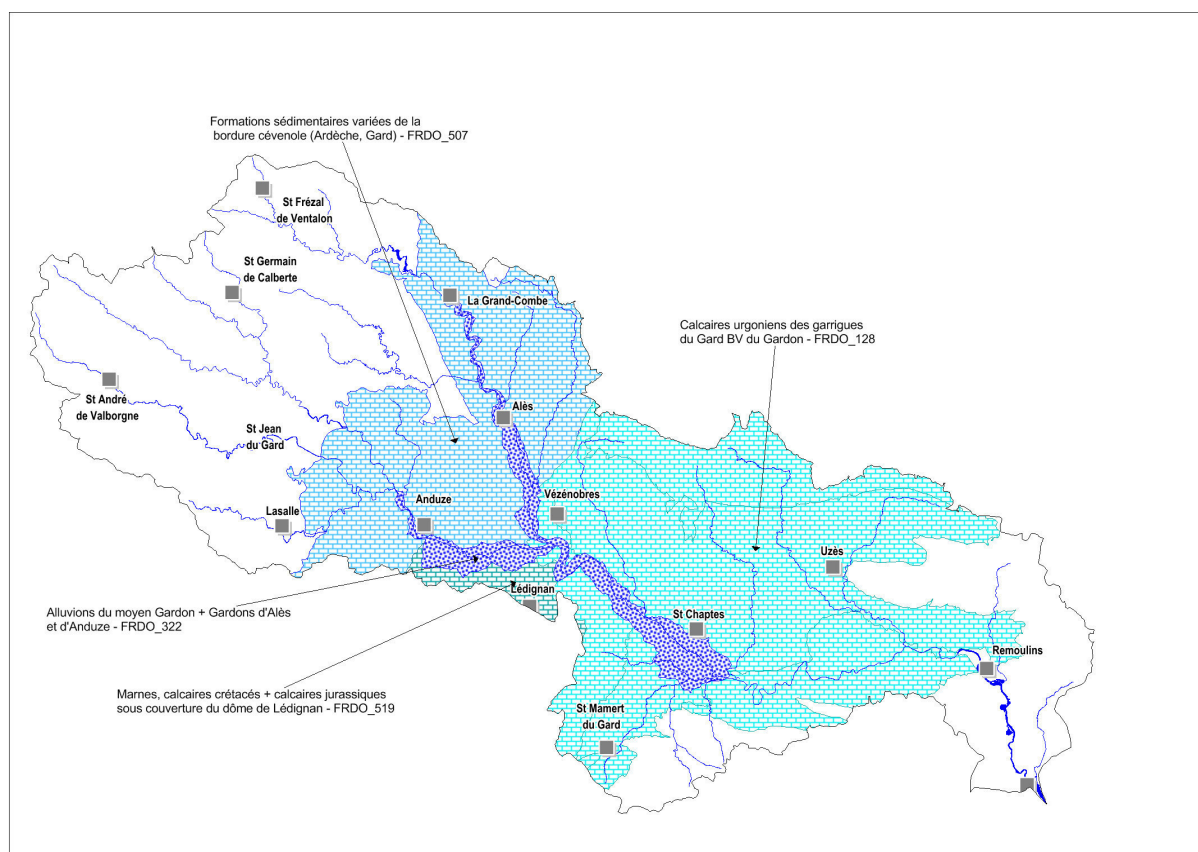 Formations sédimentaires variées de la
bordure cévenole (Ardèche, Gard) - FRDO_507
St Frézal
de Ventalon
St Germain
de Calberte
La Grand-Combe
Calcaires urgoniens des garrigues
du Gard BV du Gardon - FRDO_128
St André
de Valborgne
Alès
St Jean
du Gard
Anduze
Vézénobres
Lasalle
Uzès
Lédignan
Alluvions du moyen Gardon + Gardons d'Alès
et d'Anduze - FRDO_322
St Chaptes
Remoulins
Marnes, calcaires crétacés + calcaires jurassiques
sous couverture du dôme de Lédignan - FRDO_519
St Mamert
du Gard